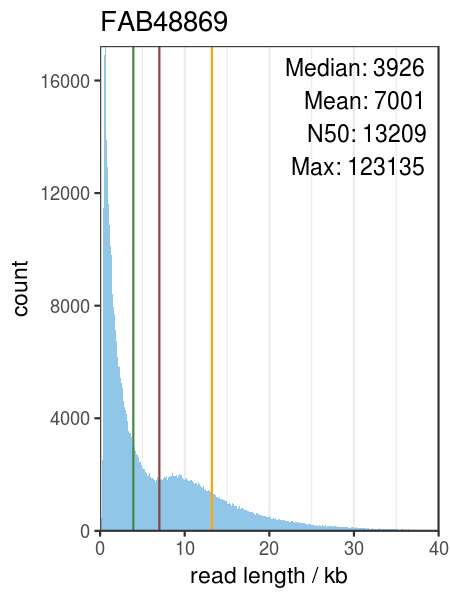 FAB48869
Median: 3926
Mean: 7001
N50: 13209
Max: 123135
count
16000
12000
8000
4000
0
0 10 20 30 40
read length / kb